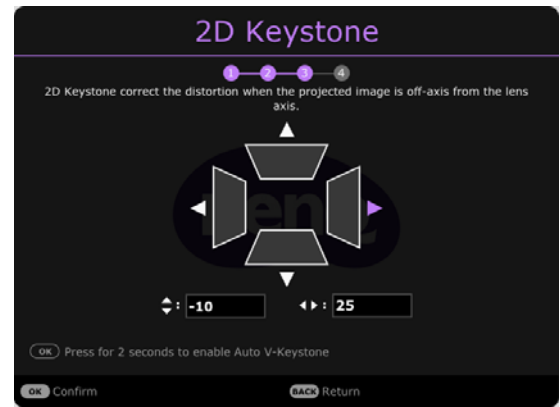 2D Keystone
1 2 3 4
2D Keystone correct the distortion when the projected image is off-axis from the lens
axis.
BenQ
: -10 : 25
OK Press for 2 seconds to enable Auto V-Keystone
OK Confirm BACK Return